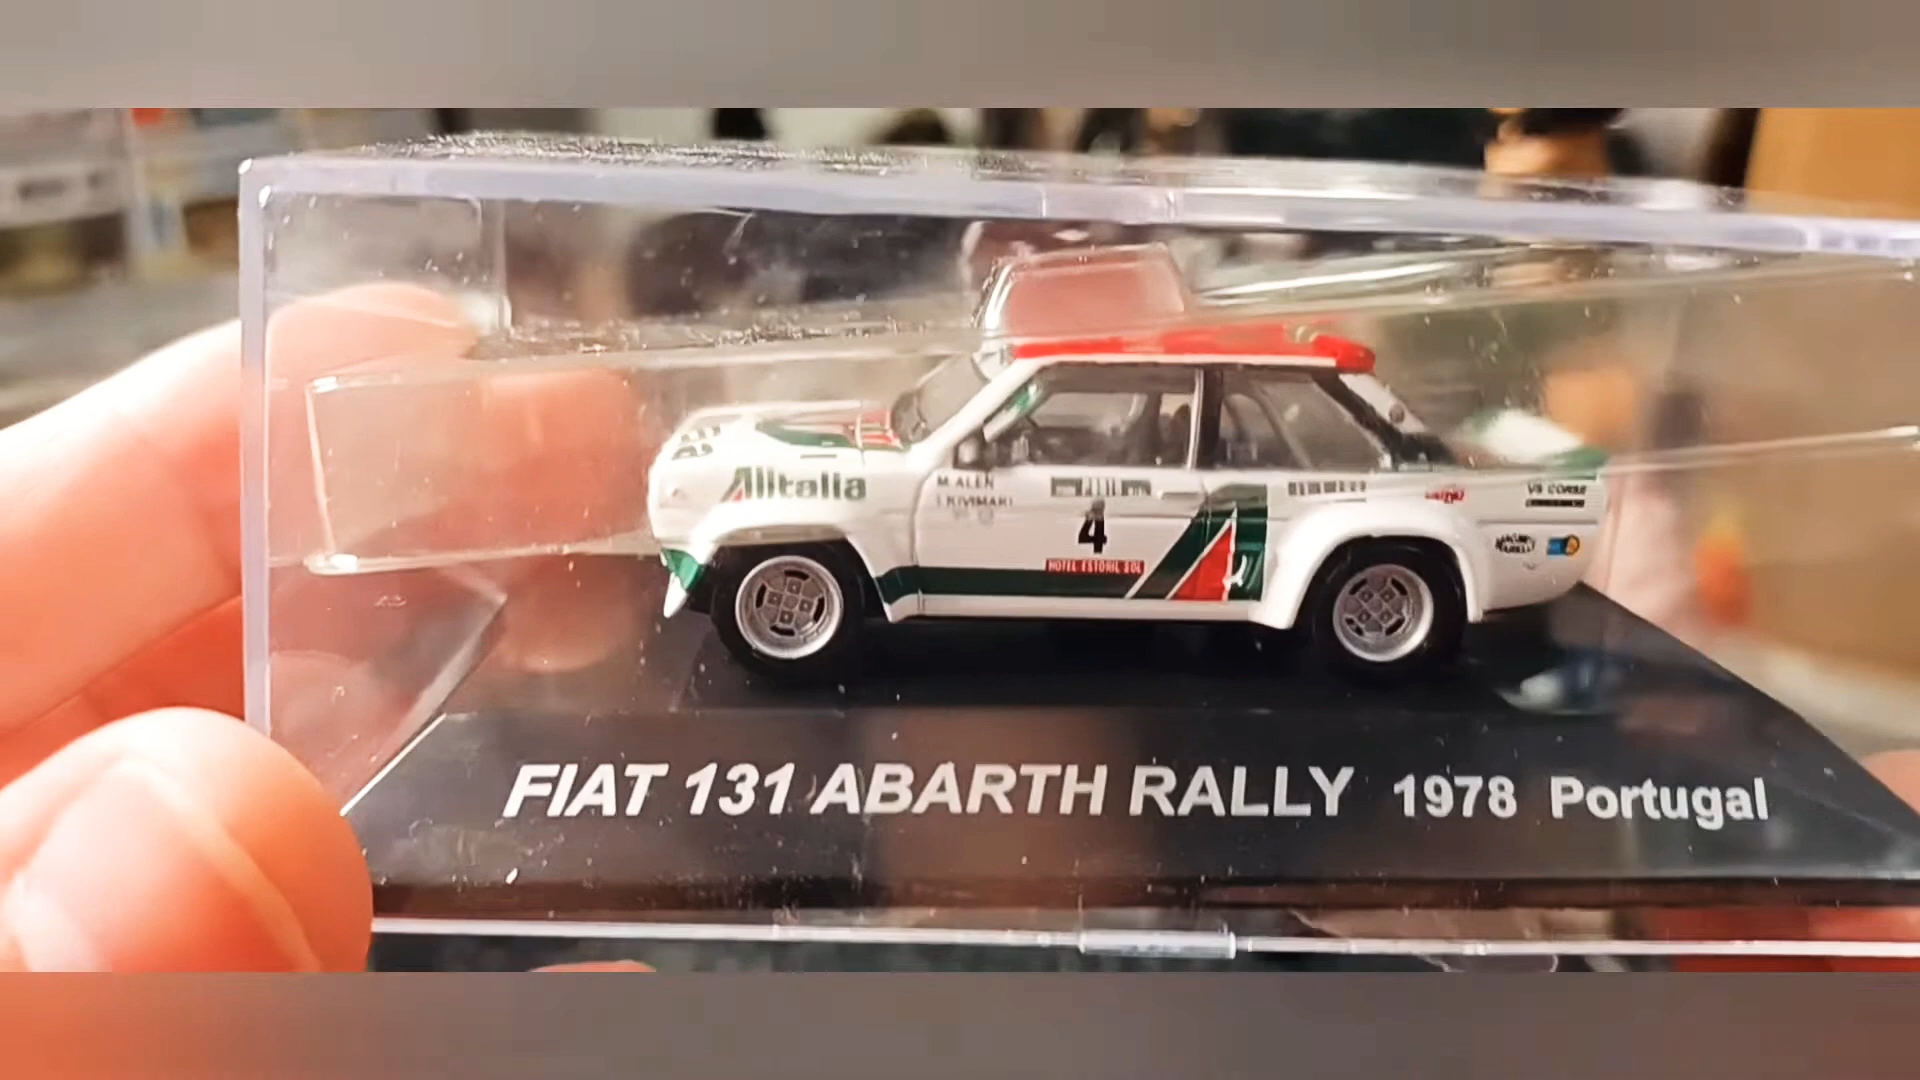 Alitalia
M. ALEN
I. KIVIMAKI
4
HOTEL ESTORIL SOL
FIAT 131 ABARTH RALLY 1978 Portugal